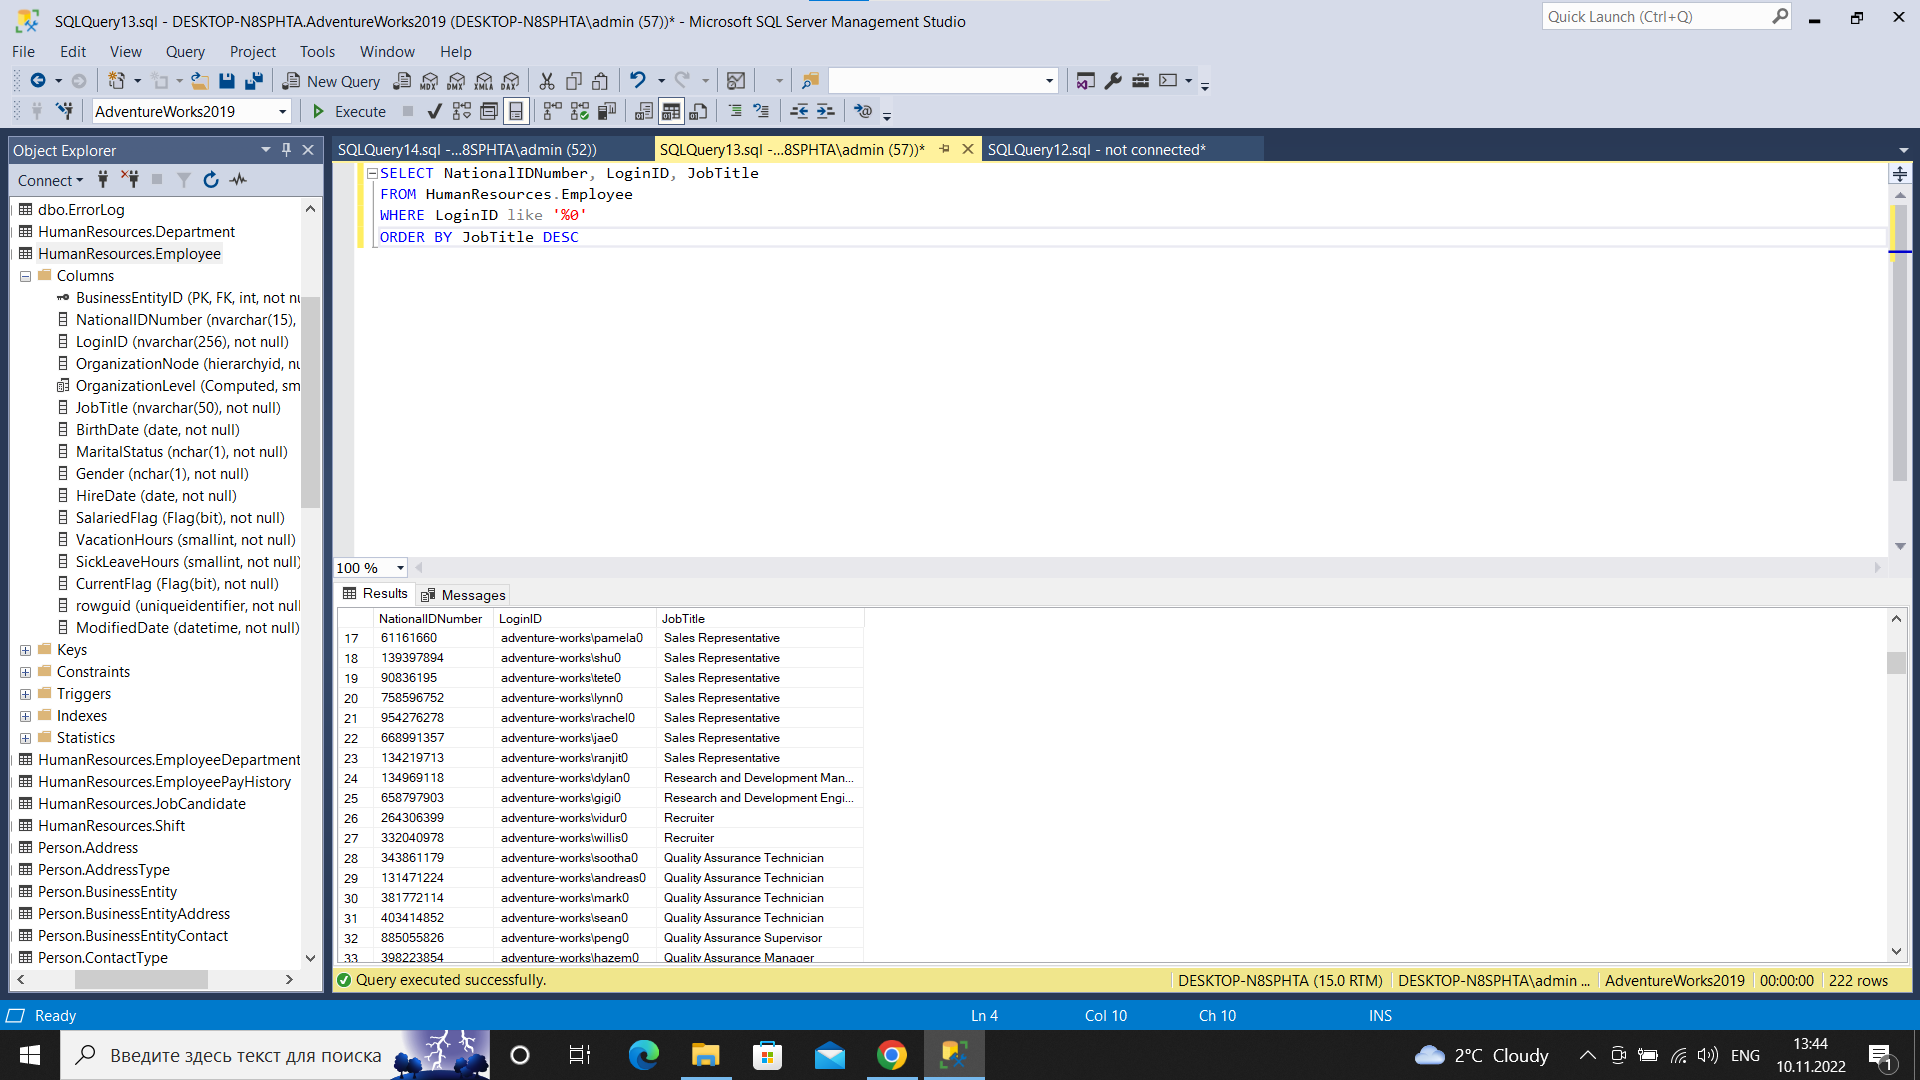 SQLQuery13.sql - DESKTOP-N8SPHTA.AdventureWorks2019 (DESKTOP-N8SPHTA\admin (57))* - Microsoft SQL Server Management Studio
Quick Launch (Ctrl+Q)
File Edit View Query Project Tools Window Help
New Query
MDX DMX XMLA DAX
AdventureWorks2019
Execute
Object Explorer
Connect
dbo.ErrorLog
HumanResources.Department
HumanResources.Employee
Columns
BusinessEntityID (PK, FK, int, not nu
NationalIDNumber (nvarchar(15),
LoginID (nvarchar(256), not null)
OrganizationNode (hierarchyid, nu
OrganizationLevel (Computed, sm
JobTitle (nvarchar(50), not null)
BirthDate (date, not null)
MaritalStatus (nchar(1), not null)
Gender (nchar(1), not null)
HireDate (date, not null)
SalariedFlag (Flag(bit), not null)
VacationHours (smallint, not null)
SickLeaveHours (smallint, not null)
CurrentFlag (Flag(bit), not null)
rowguid (uniqueidentifier, not null
ModifiedDate (datetime, not null)
Keys
Constraints
Triggers
Indexes
Statistics
HumanResources.EmployeeDepartment
HumanResources.EmployeePayHistory
HumanResources.JobCandidate
HumanResources.Shift
Person.Address
Person.AddressType
Person.BusinessEntity
Person.BusinessEntityAddress
Person.BusinessEntityContact
Person.ContactType
SQLQuery14.sql -...8SPHTA\admin (52))
SQLQuery13.sql -...8SPHTA\admin (57))*
SQLQuery12.sql - not connected*
SELECT NationalIDNumber, LoginID, JobTitle
FROM HumanResources.Employee
WHERE LoginID like '%0'
ORDER BY JobTitle DESC
100 %
Results
Messages
NationalIDNumber LoginID JobTitle
17 61161660 adventure-works\pamela0 Sales Representative
18 139397894 adventure-works\shu0 Sales Representative
19 90836195 adventure-works\tete0 Sales Representative
20 758596752 adventure-works\lynn0 Sales Representative
21 954276278 adventure-works\rachel0 Sales Representative
22 668991357 adventure-works\jae0 Sales Representative
23 134219713 adventure-works\ranjit0 Sales Representative
24 134969118 adventure-works\dylan0 Research and Development Man...
25 658797903 adventure-works\gigi0 Research and Development Engi...
26 264306399 adventure-works\vidur0 Recruiter
27 332040978 adventure-works\willis0 Recruiter
28 343861179 adventure-works\sootha0 Quality Assurance Technician
29 131471224 adventure-works\andreas0 Quality Assurance Technician
30 381772114 adventure-works\mark0 Quality Assurance Technician
31 403414852 adventure-works\sean0 Quality Assurance Technician
32 885055826 adventure-works\peng0 Quality Assurance Supervisor
33 398223854 adventure-works\hazem0 Quality Assurance Manager
Query executed successfully.
DESKTOP-N8SPHTA (15.0 RTM) DESKTOP-N8SPHTA\admin ... AdventureWorks2019 00:00:00 222 rows
Ready
Ln 4 Col 10 Ch 10 INS
Введите здесь текст для поиска
2°C Cloudy
ENG
13:44
10.11.2022
1